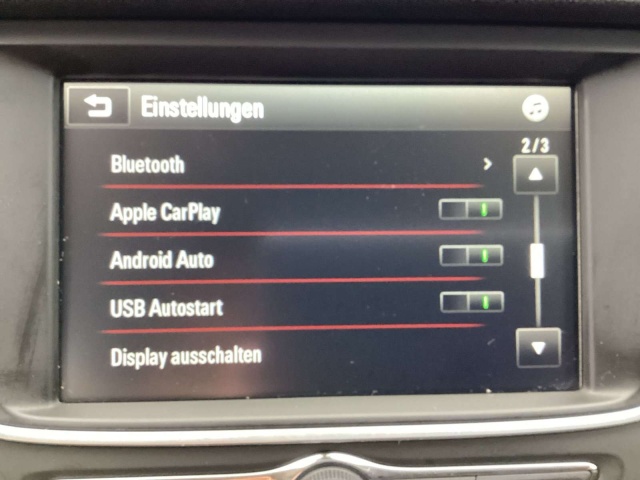 Einstellungen
2/3
Bluetooth
Apple CarPlay
Android Auto
USB Autostart
Display ausschalten